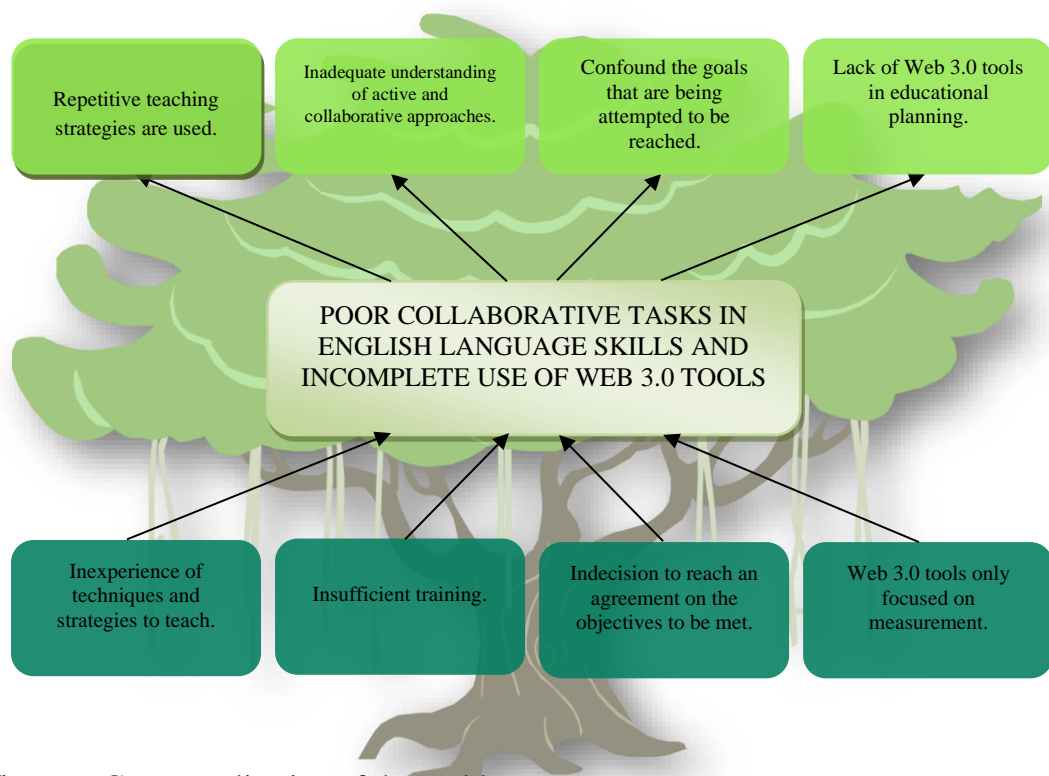 Repetitive teaching
strategies are used.
Inadequate understanding
of active and
collaborative approaches.
Confound the goals
that are being
attempted to be
reached.
Lack of Web 3.0 tools
in educational
planning.
POOR COLLABORATIVE TASKS IN
ENGLISH LANGUAGE SKILLS AND
INCOMPLETE USE OF WEB 3.0 TOOLS
Inexperience of
techniques and
strategies to teach.
Insufficient training.
Indecision to reach an
agreement on the
objectives to be met.
Web 3.0 tools only
focused on
measurement.